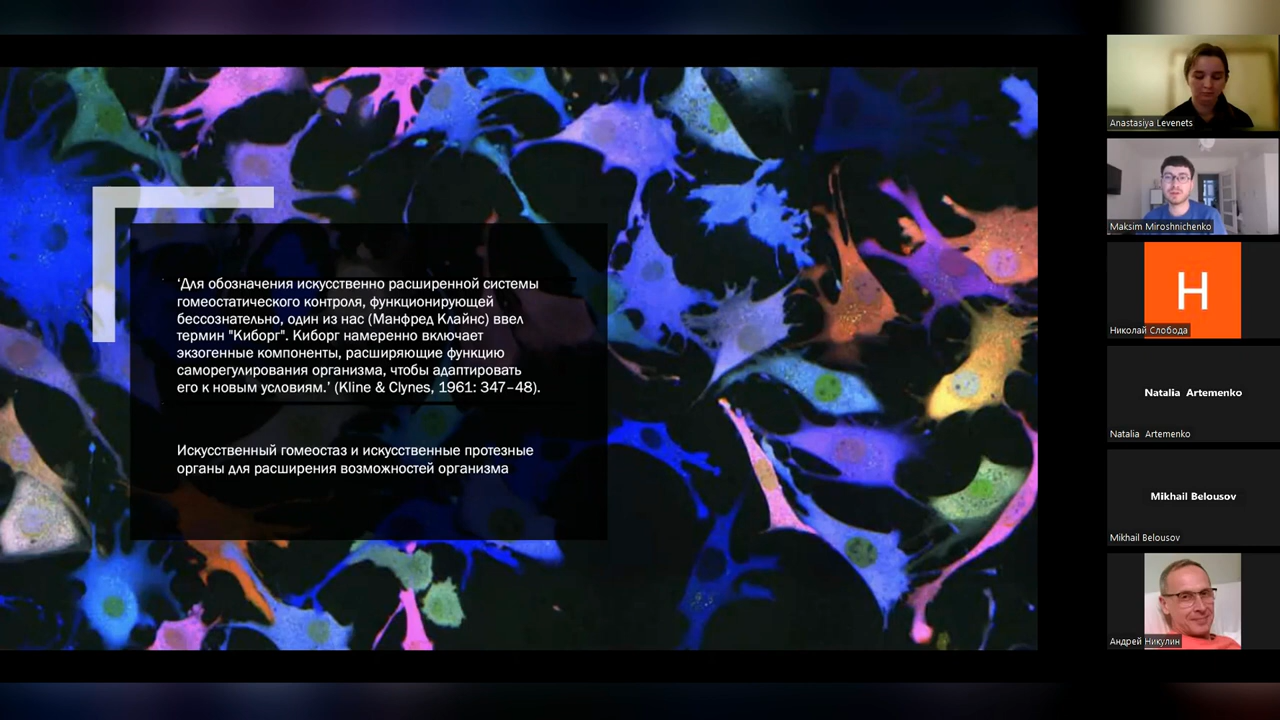 'Для обозначения искусственно расширенной системы
гомеостатического контроля, функционирующей
бессознательно, один из нас (Манфред Клайнс) ввел
термин "Киборг". Киборг намеренно включает
экзогенные компоненты, расширяющие функцию
саморегулирования организма, чтобы адаптировать
его к новым условиям.' (Kline & Clynes, 1961: 347–48).
Искусственный гомеостаз и искусственные протезные
органы для расширения возможностей организма
Anastasiya Levenets
Maksim Miroshnichenko
Н
Николай Слобода
Natalia Artemenko
Natalia Artemenko
Mikhail Belousov
Mikhail Belousov
Андрей Никулин